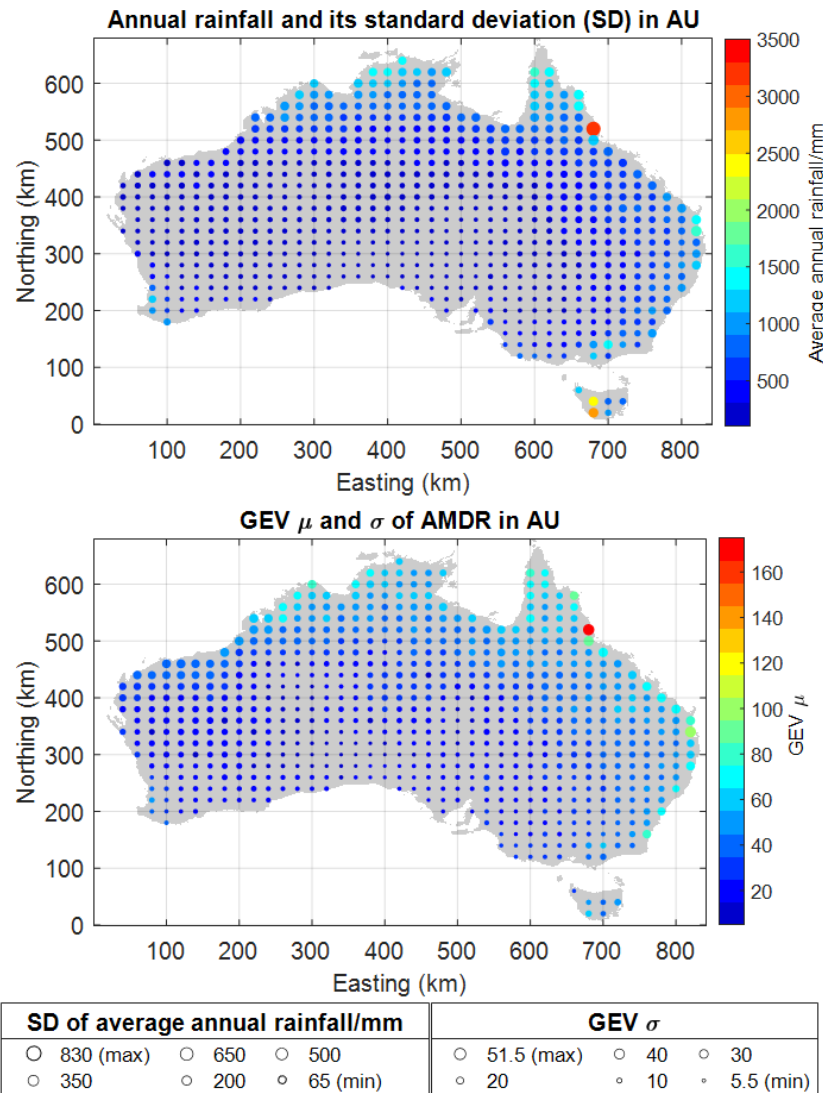 Annual rainfall and its standard deviation (SD) in AU
3500
3000
2500
2000
1500
1000
500
Average annual rainfall/mm
600
500
400
300
200
100
0
Northing (km)
100 200 300 400 500 600 700 800
Easting (km)
GEV μ and σ of AMDR in AU
160
140
120
100
80
60
40
20
GEV μ
600
500
400
300
200
100
0
Northing (km)
100 200 300 400 500 600 700 800
Easting (km)
SD of average annual rainfall/mm
830 (max) 650 500
350 200 65 (min)
GEV σ
51.5 (max) 40 30
20 10 5.5 (min)